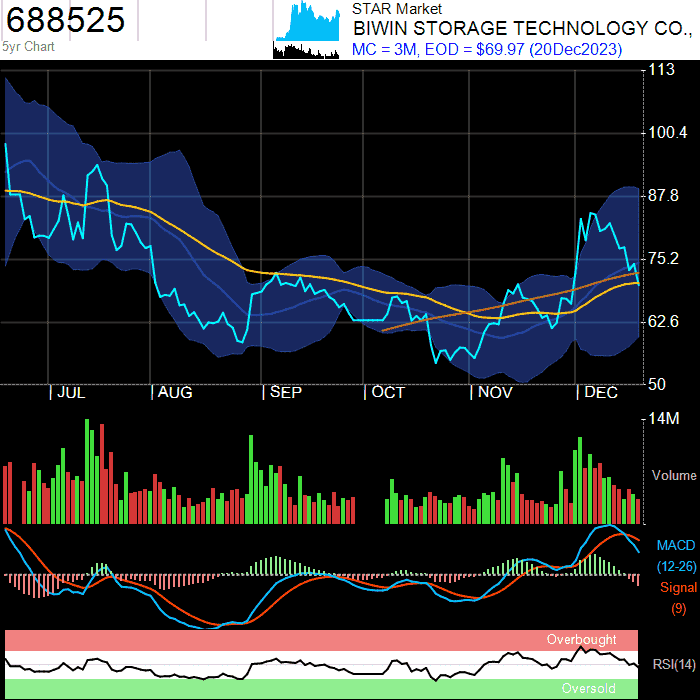 688525
5yr Chart
STAR Market
BIWIN STORAGE TECHNOLOGY CO.,
MC = 3M, EOD = $69.97 (20Dec2023)
113
100.4
87.8
75.2
62.6
50
JUL AUG SEP OCT NOV DEC
14M
Volume
MACD
(12-26)
Signal
(9)
Overbought
RSI(14)
Oversold